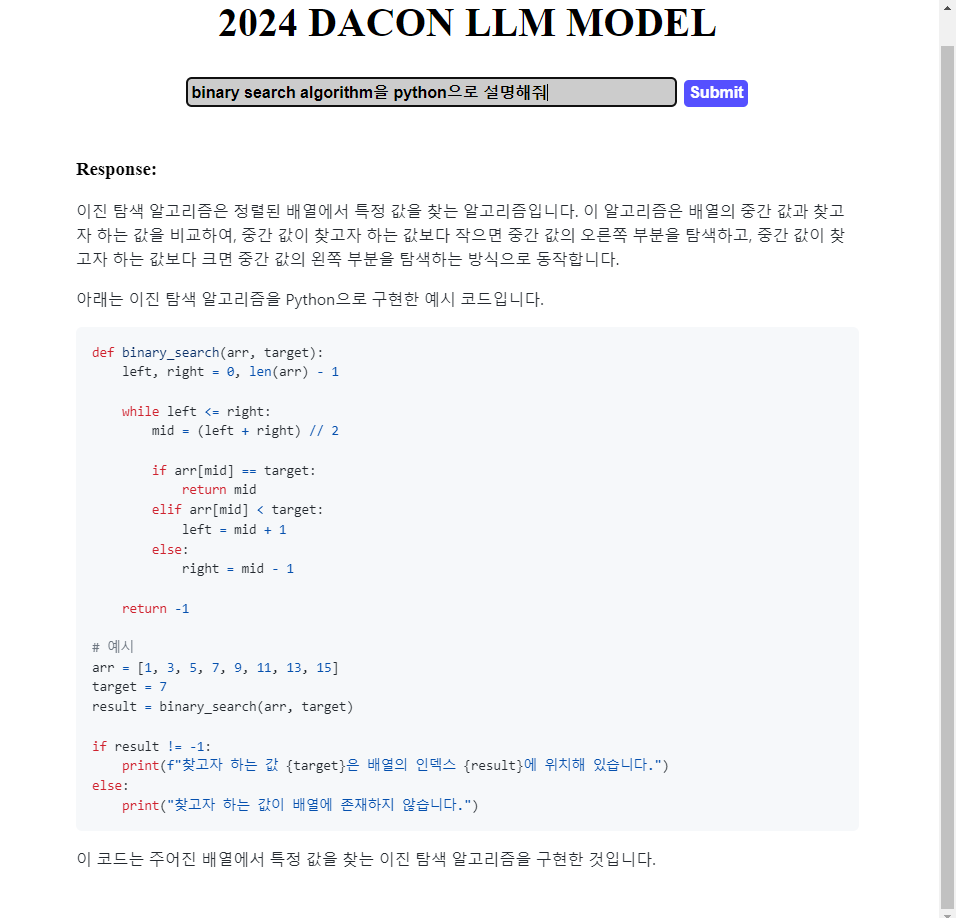 2024 DACON LLM MODEL
binary search algorithm을 python으로 설명해줘
Submit
Response:
이진 탐색 알고리즘은 정렬된 배열에서 특정 값을 찾는 알고리즘입니다. 이 알고리즘은 배열의 중간 값과 찾고
자 하는 값을 비교하여, 중간 값이 찾고자 하는 값보다 작으면 중간 값의 오른쪽 부분을 탐색하고, 중간 값이 찾
고자 하는 값보다 크면 중간 값의 왼쪽 부분을 탐색하는 방식으로 동작합니다.
아래는 이진 탐색 알고리즘을 Python으로 구현한 예시 코드입니다.
def binary_search(arr, target):
    left, right = 0, len(arr) - 1
    while left <= right:
        mid = (left + right) // 2
        if arr[mid] == target:
            return mid
        elif arr[mid] < target:
            left = mid + 1
        else:
            right = mid - 1
    return -1
# 예시
arr = [1, 3, 5, 7, 9, 11, 13, 15]
target = 7
result = binary_search(arr, target)
if result != -1:
    print(f"찾고자 하는 값 {target}은 배열의 인덱스 {result}에 위치해 있습니다.")
else:
    print("찾고자 하는 값이 배열에 존재하지 않습니다.")
이 코드는 주어진 배열에서 특정 값을 찾는 이진 탐색 알고리즘을 구현한 것입니다.